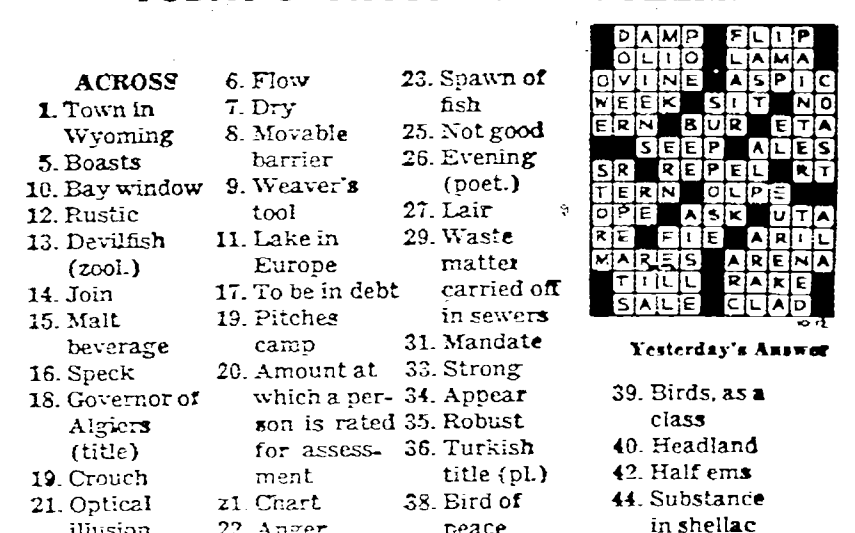 ACROSS
1. Town in
Wyoming
5. Boasts
10. Bay window
12. Rustic
13. Devilfish
(zool.)
14. Join
15. Malt
beverage
16. Speck
18. Governor of
Algiers
(title)
19. Crouch
21. Optical
illusion
6. Flow
7. Dry
8. Movable
barrier
9. Weaver's
tool
11. Lake in
Europe
17. To be in debt
19. Pitches
camp
20. Amount at
which a per-
son is rated
for assess-
ment
21. Chart
22. Anger
23. Spawn of
fish
25. Not good
26. Evening
(poet.)
27. Lair
29. Waste
matter
carried off
in sewers
31. Mandate
33. Strong
34. Appear
35. Robust
36. Turkish
title (pl.)
38. Bird of
peace
DAMP FLIP
OLIO LAMA
OVINE ASPIC
WEEK SIT NO
ERN BUR ETA
SEEP ALES
SR REPEL RT
TERN OLPE
OPE ASK UTA
RE FIE ARIL
MARES ARENA
TILL RAKE
SALE CLAD
10-12
Yesterday's Answer
39. Birds, as a
class
40. Headland
42. Half ems
44. Substance
in shellac